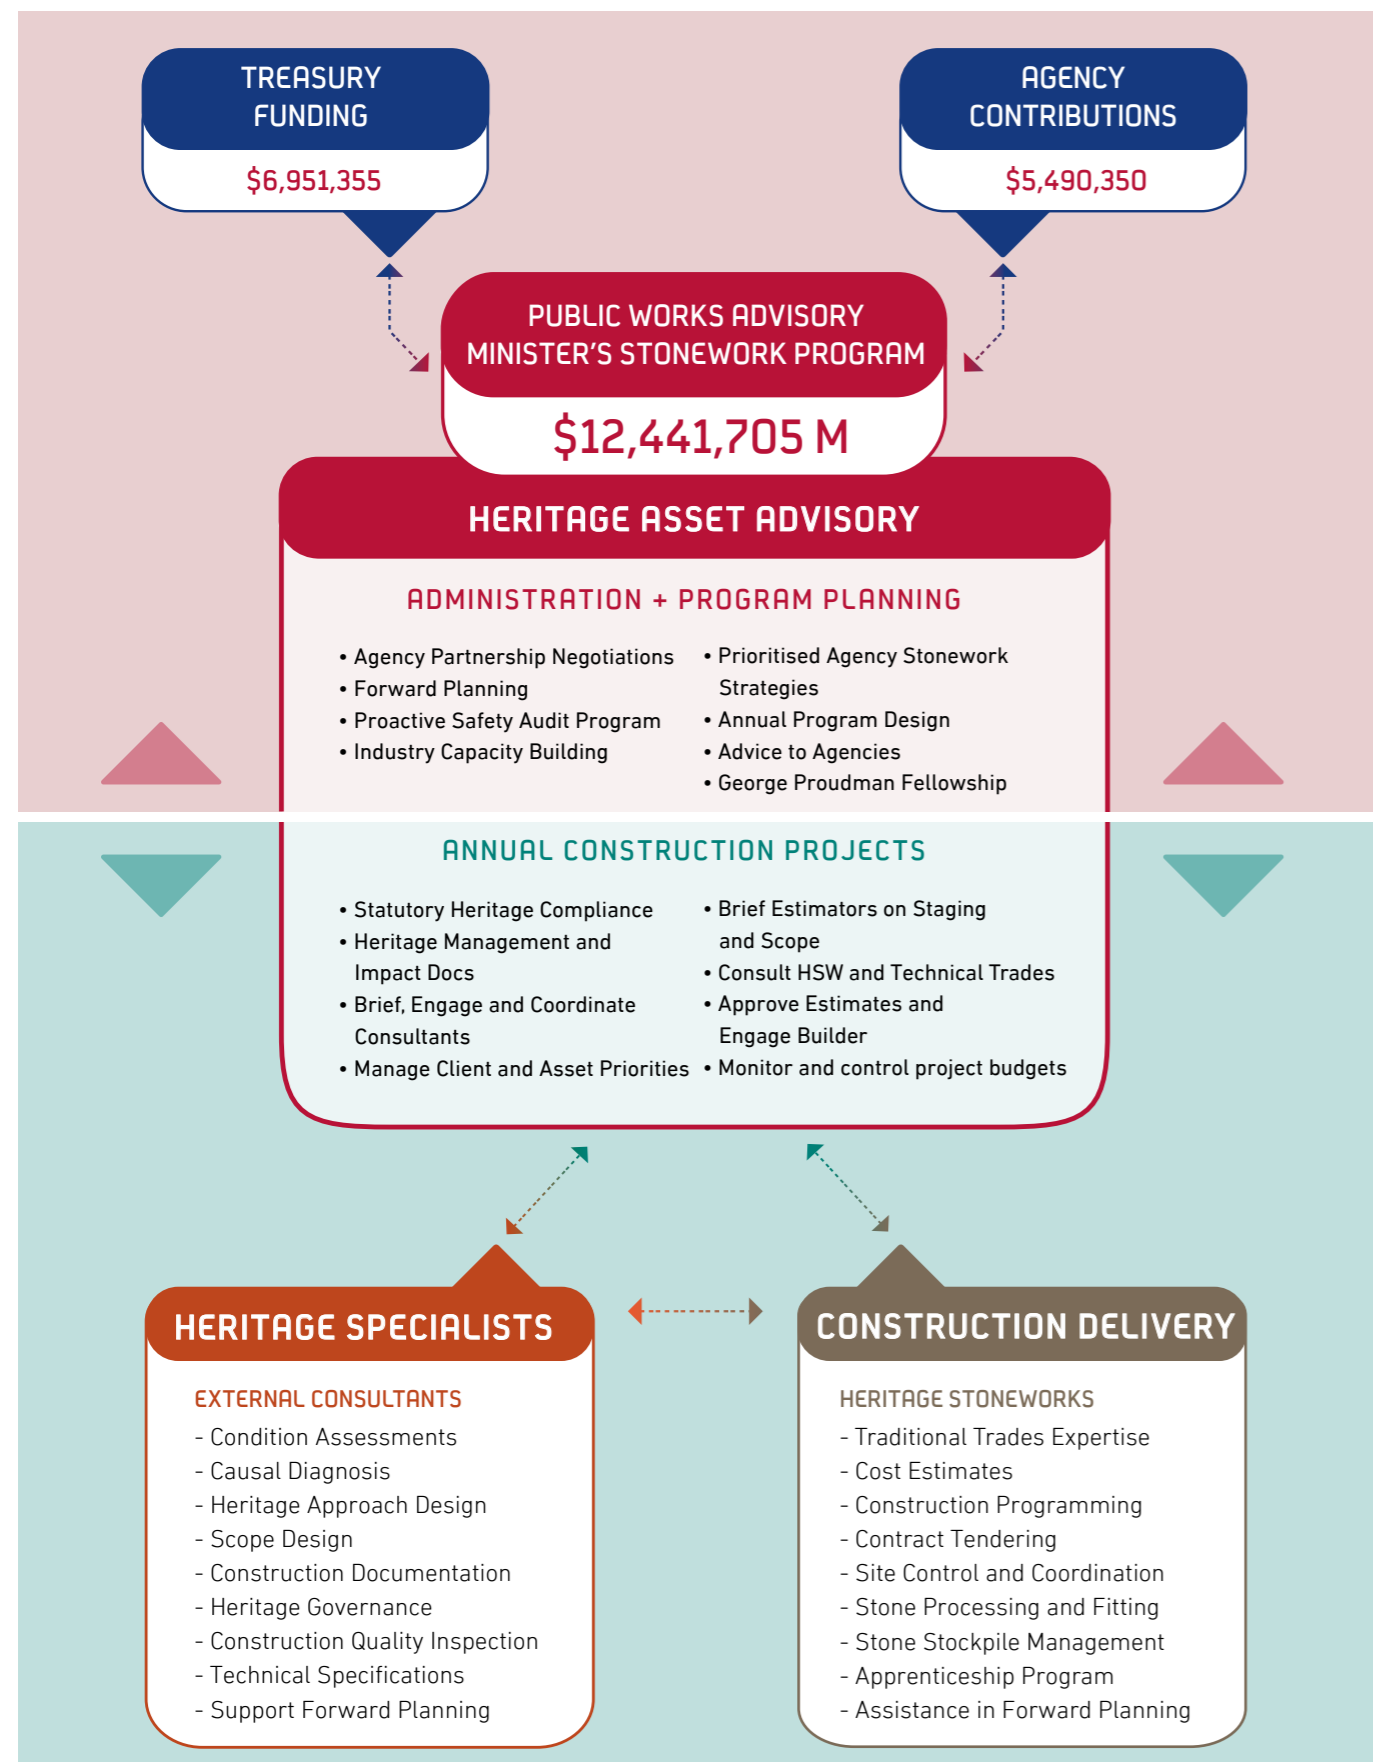 TREASURY
FUNDING
$6,951,355
AGENCY
CONTRIBUTIONS
$5,490,350
PUBLIC WORKS ADVISORY
MINISTER'S STONEWORK PROGRAM
$12,441,705 M
HERITAGE ASSET ADVISORY
ADMINISTRATION + PROGRAM PLANNING
• Agency Partnership Negotiations
• Forward Planning
• Proactive Safety Audit Program
• Industry Capacity Building
• Prioritised Agency Stonework
Strategies
• Annual Program Design
• Advice to Agencies
• George Proudman Fellowship
ANNUAL CONSTRUCTION PROJECTS
• Statutory Heritage Compliance
• Heritage Management and
Impact Docs
• Brief, Engage and Coordinate
Consultants
• Manage Client and Asset Priorities
• Brief Estimators on Staging
and Scope
• Consult HSW and Technical Trades
• Approve Estimates and
Engage Builder
• Monitor and control project budgets
HERITAGE SPECIALISTS
EXTERNAL CONSULTANTS
- Condition Assessments
- Causal Diagnosis
- Heritage Approach Design
- Scope Design
- Construction Documentation
- Heritage Governance
- Construction Quality Inspection
- Technical Specifications
- Support Forward Planning
CONSTRUCTION DELIVERY
HERITAGE STONEWORKS
- Traditional Trades Expertise
- Cost Estimates
- Construction Programming
- Contract Tendering
- Site Control and Coordination
- Stone Processing and Fitting
- Stone Stockpile Management
- Apprenticeship Program
- Assistance in Forward Planning